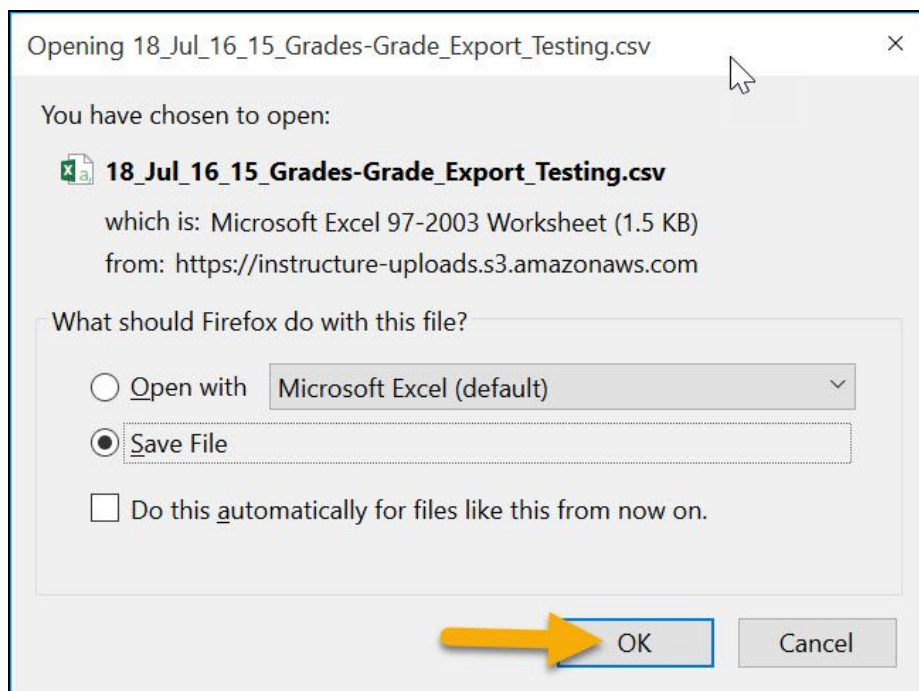 Opening 18_Jul_16_15_Grades-Grade_Export_Testing.csv
You have chosen to open:
18_Jul_16_15_Grades-Grade_Export_Testing.csv
which is: Microsoft Excel 97-2003 Worksheet (1.5 KB)
from: https://instructure-uploads.s3.amazonaws.com
What should Firefox do with this file?
Open with Microsoft Excel (default)
Save File
Do this automatically for files like this from now on.
OK Cancel